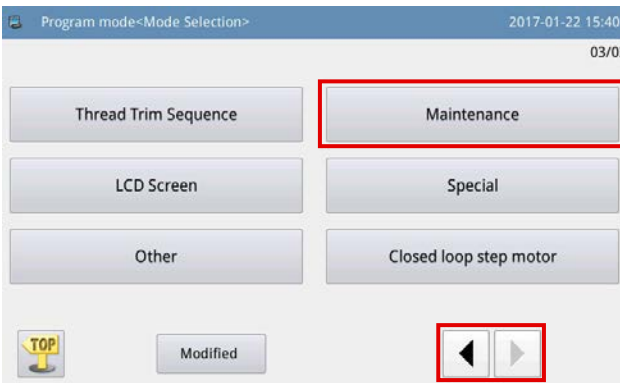 Program mode<Mode Selection> 2017-01-22 15:40
03/0
Thread Trim Sequence Maintenance
LCD Screen Special
Other Closed loop step motor
TOP Modified